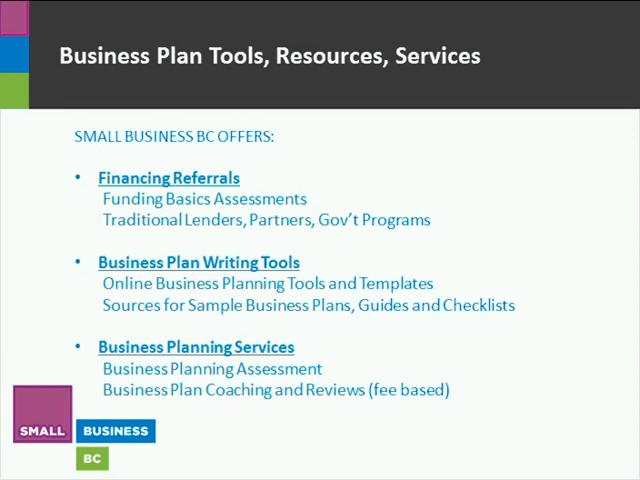 Business Plan Tools, Resources, Services
SMALL BUSINESS BC OFFERS:
• Financing Referrals
Funding Basics Assessments
Traditional Lenders, Partners, Gov't Programs
• Business Plan Writing Tools
Online Business Planning Tools and Templates
Sources for Sample Business Plans, Guides and Checklists
• Business Planning Services
Business Planning Assessment
Business Plan Coaching and Reviews (fee based)
SMALL BUSINESS
BC